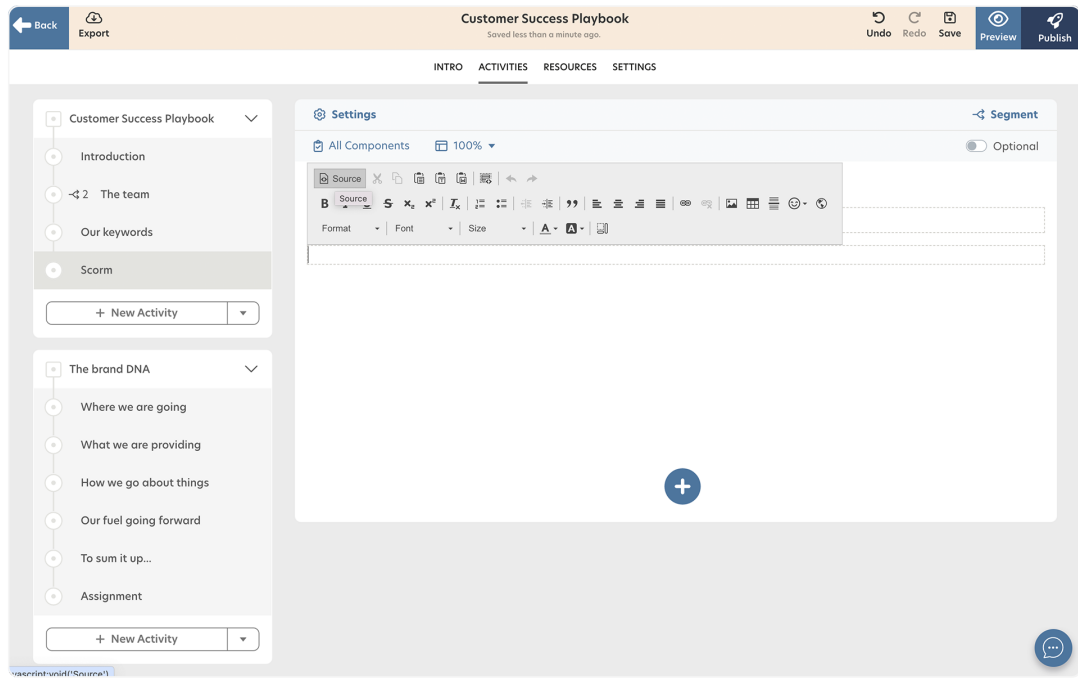 Back
Export
Customer Success Playbook
Saved less than a minute ago.
Undo
Redo
Save
Preview
Publish
INTRO
ACTIVITIES
RESOURCES
SETTINGS
Customer Success Playbook
Introduction
2 The team
Our keywords
Scorm
+ New Activity
The brand DNA
Where we are going
What we are providing
How we go about things
Our fuel going forward
To sum it up...
Assignment
+ New Activity
Settings
Segment
All Components
100%
Optional
Source
Source
Format
Font
Size
vascript:void('Source')